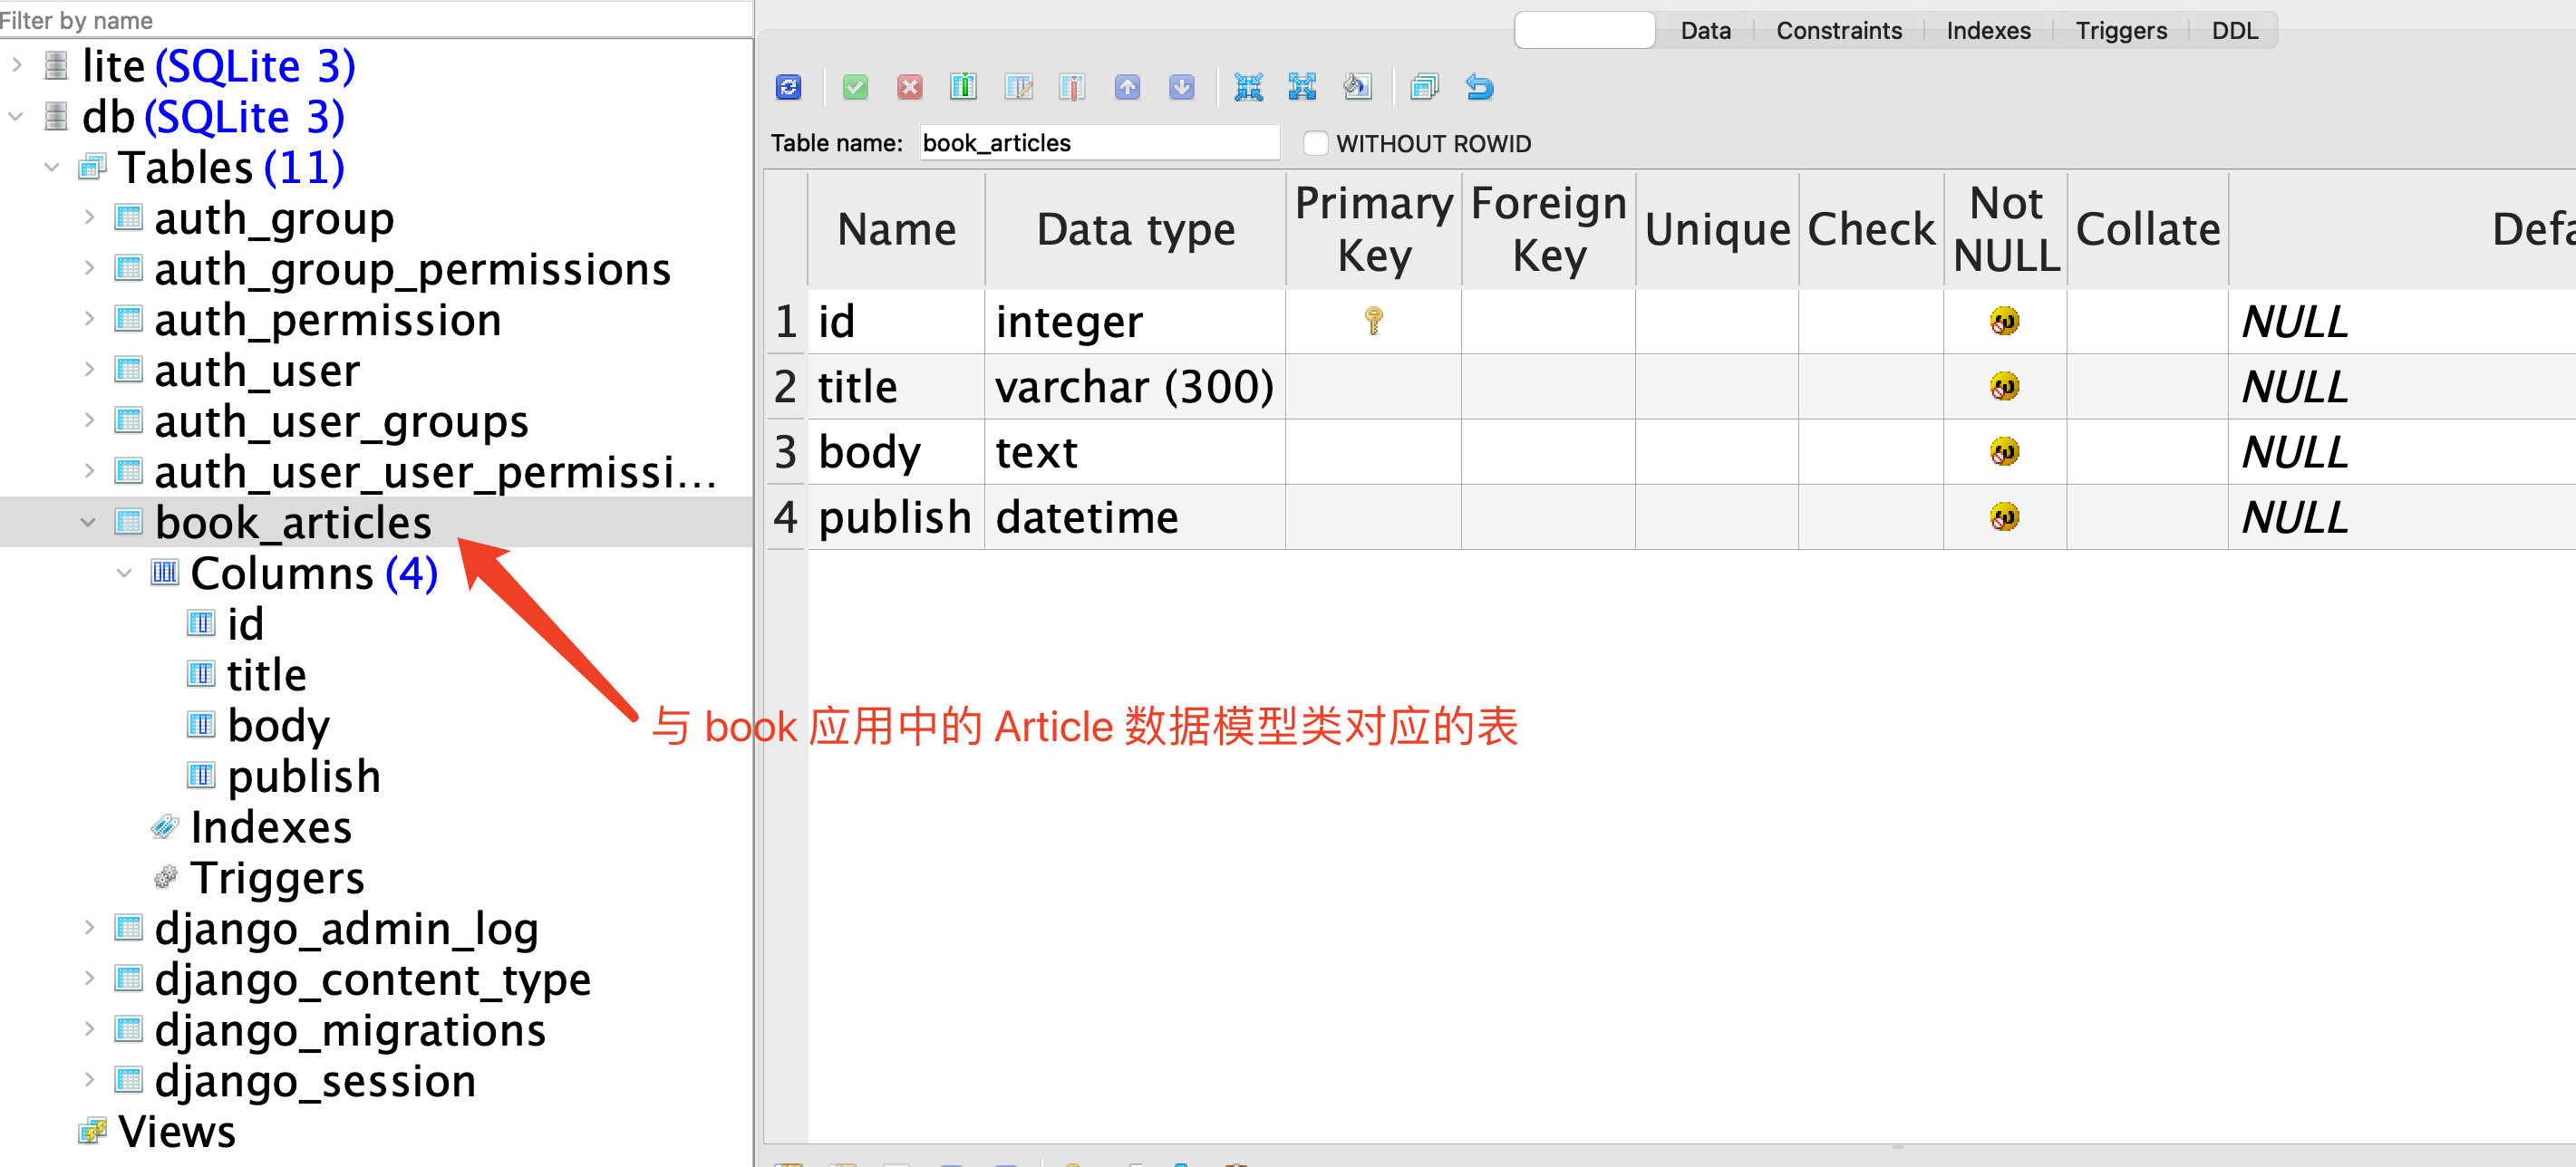 Filter by name
lite (SQLite 3)
db (SQLite 3)
Tables (11)
auth_group
auth_group_permissions
auth_permission
auth_user
auth_user_groups
auth_user_user_permissi...
book_articles
Columns (4)
id
title
body
publish
Indexes
Triggers
django_admin_log
django_content_type
django_migrations
django_session
Views
Data Constraints Indexes Triggers DDL
Table name: book_articles WITHOUT ROWID
Name Data type Primary Key Foreign Key Unique Check Not NULL Collate Defa
1 id integer NULL
2 title varchar (300) NULL
3 body text NULL
4 publish datetime NULL
与 book 应用中的 Article 数据模型类对应的表